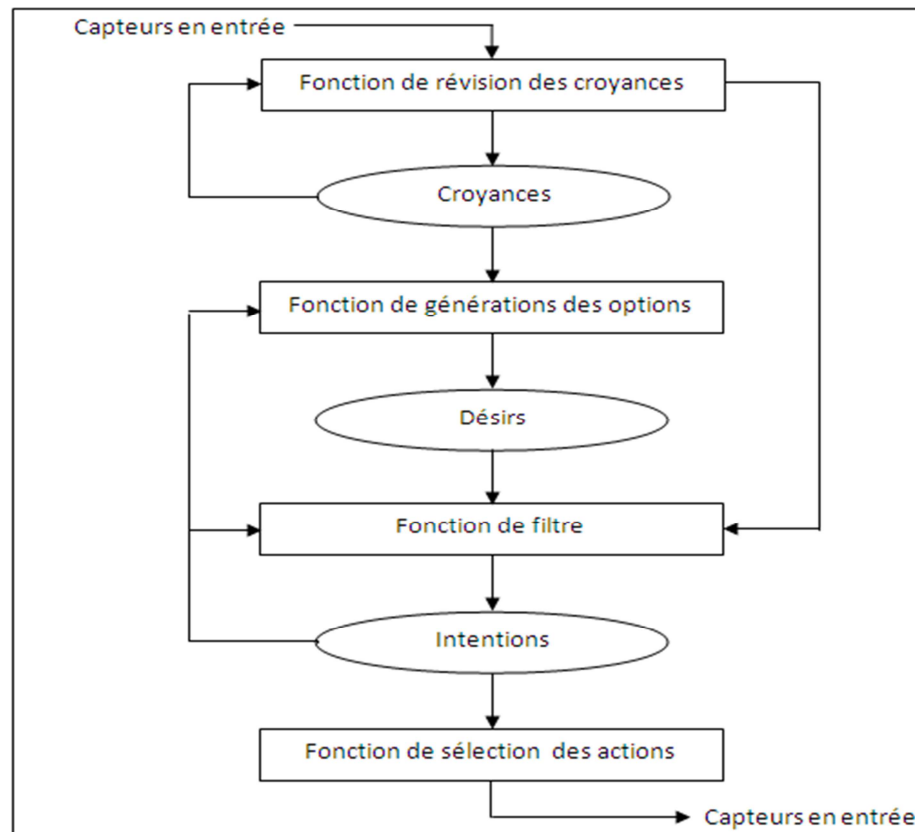 Capteurs en entrée
Fonction de révision des croyances
Croyances
Fonction de générations des options
Désirs
Fonction de filtre
Intentions
Fonction de sélection des actions
Capteurs en entrée